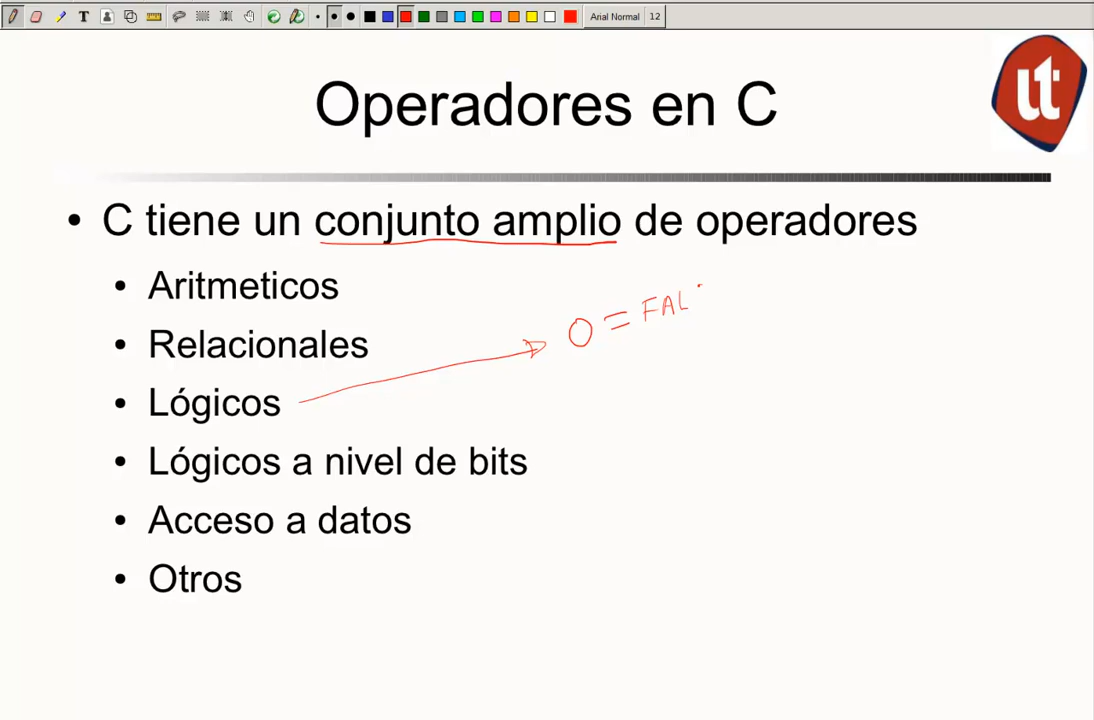 Arial Normal 12
ut
Operadores en C
• C tiene un conjunto amplio de operadores
• Aritmeticos
• Relacionales
• Lógicos
• Lógicos a nivel de bits
• Acceso a datos
• Otros
0 = FAL